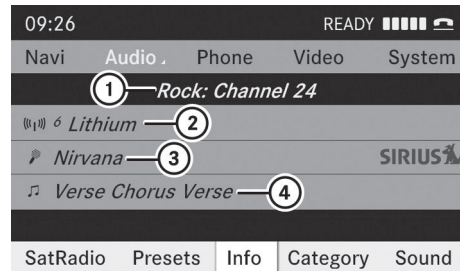 09:26 READY
Navi Audio Phone Video System
1 Rock: Channel 24
6 Lithium 2
Nirvana 3 SIRIUS
Verse Chorus Verse 4
SatRadio Presets Info Category Sound